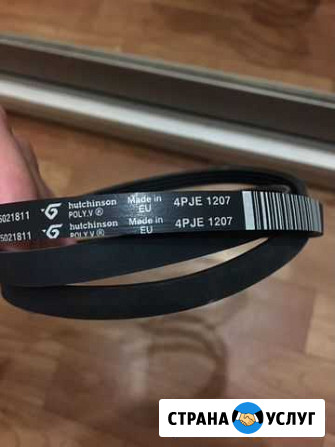 5021811 hutchinson POLY.V ® Made in EU 4PJE 1207
5021811 hutchinson POLY.V ® Made in EU 4PJE 1207
СТРАНА УСЛУГ